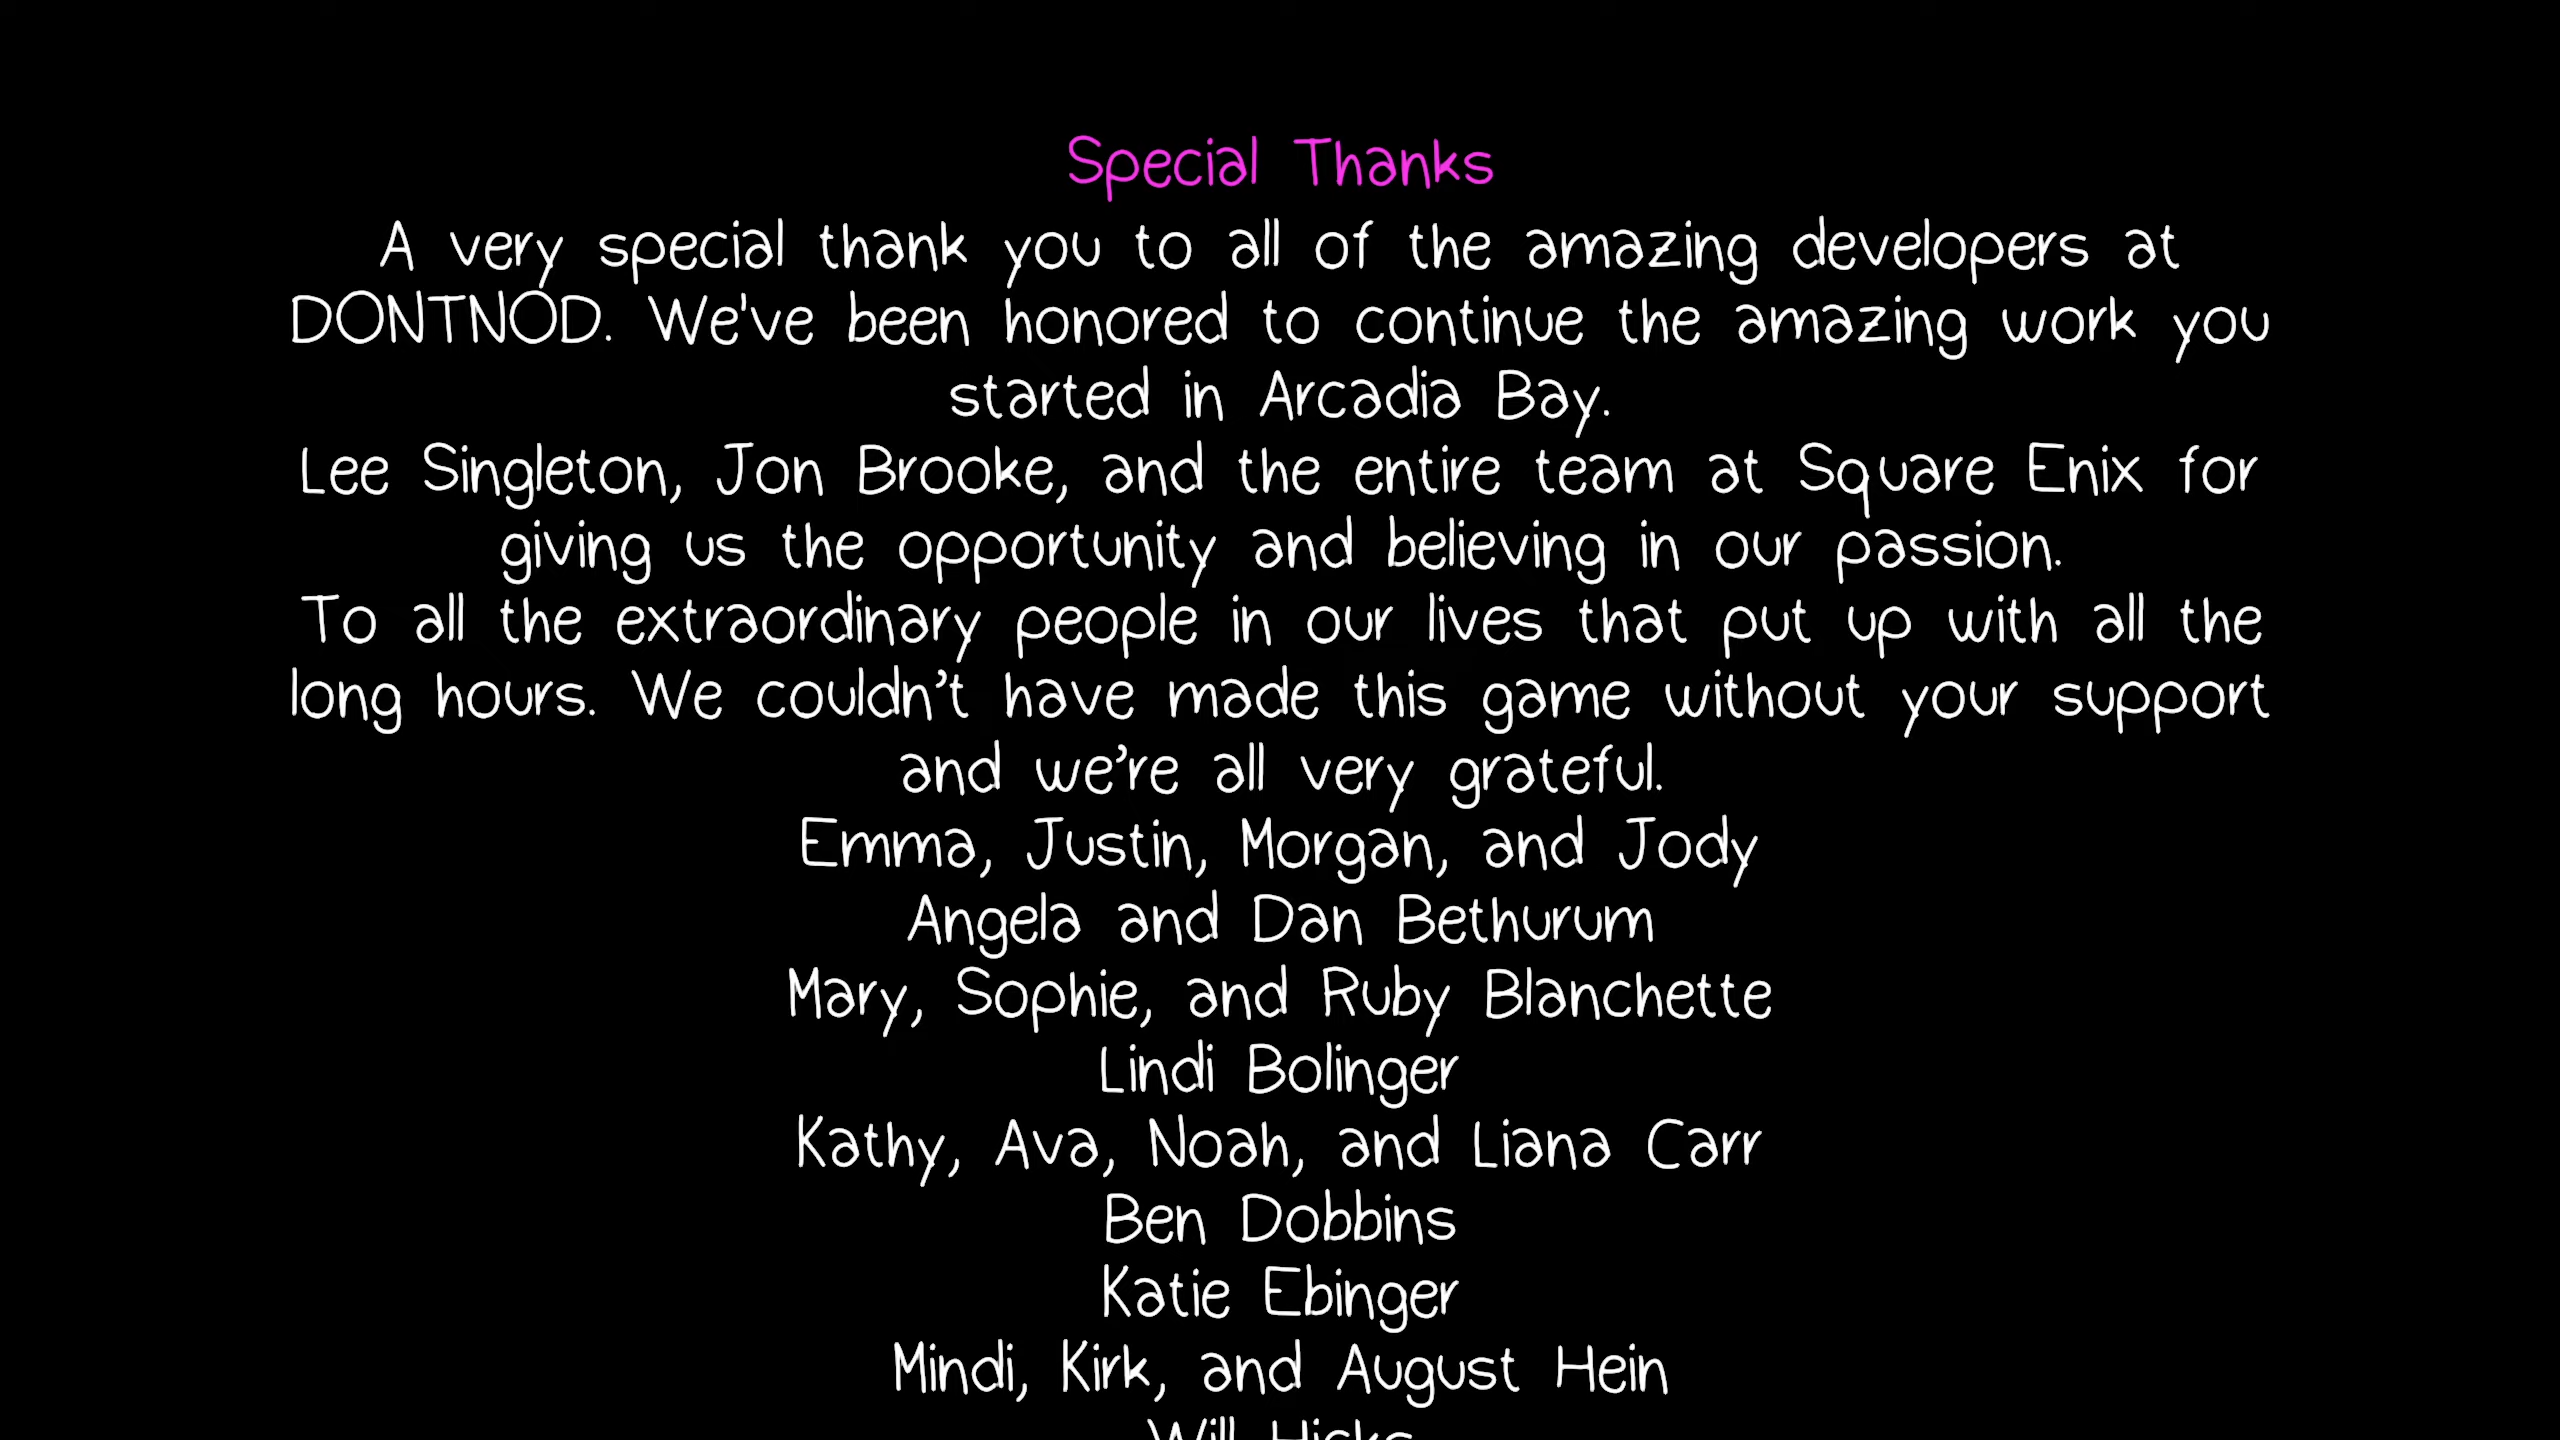 Special Thanks
A very special thank you to all of the amazing developers at
DONTNOD. We've been honored to continue the amazing work you
started in Arcadia Bay.
Lee Singleton, Jon Brooke, and the entire team at Square Enix for
giving us the opportunity and believing in our passion.
To all the extraordinary people in our lives that put up with all the
long hours. We couldn’t have made this game without your support
and we’re all very grateful.
Emma, Justin, Morgan, and Jody
Angela and Dan Bethurum
Mary, Sophie, and Ruby Blanchette
Lindi Bolinger
Kathy, Ava, Noah, and Liana Carr
Ben Dobbins
Katie Ebinger
Mindi, Kirk, and August Hein
Will Hicks